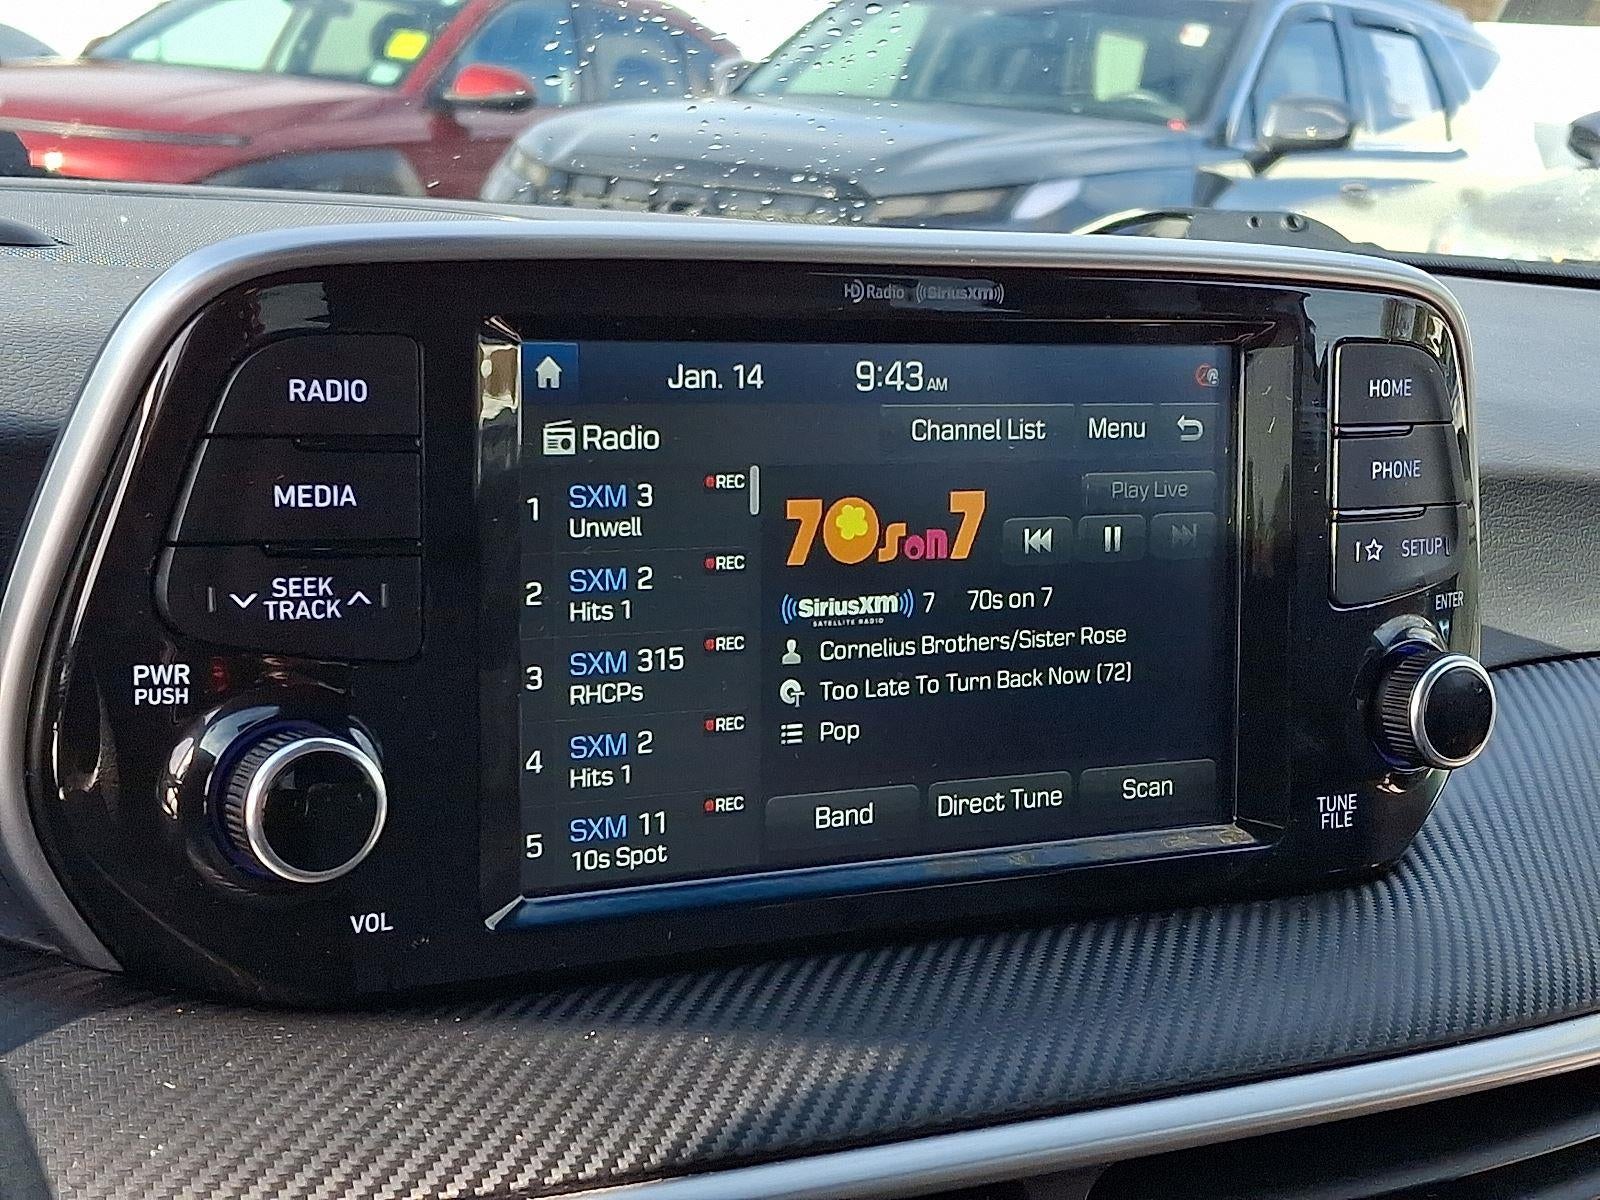 HD Radio ((SiriusXM))
RADIO
MEDIA
SEEK
TRACK
PWR
PUSH
VOL
Jan. 14 9:43 AM
Radio
Channel List Menu
1 SXM 3 REC
Unwell
2 SXM 2 REC
Hits 1
3 SXM 315 REC
RHCPs
4 SXM 2 REC
Hits 1
5 SXM 11 REC
10s Spot
70s on 7
Play Live
((SiriusXM)) 7 70s on 7
SATELLITE RADIO
Cornelius Brothers/Sister Rose
Too Late To Turn Back Now (72)
Pop
Band Direct Tune Scan
HOME
PHONE
SETUP
ENTER
TUNE
FILE